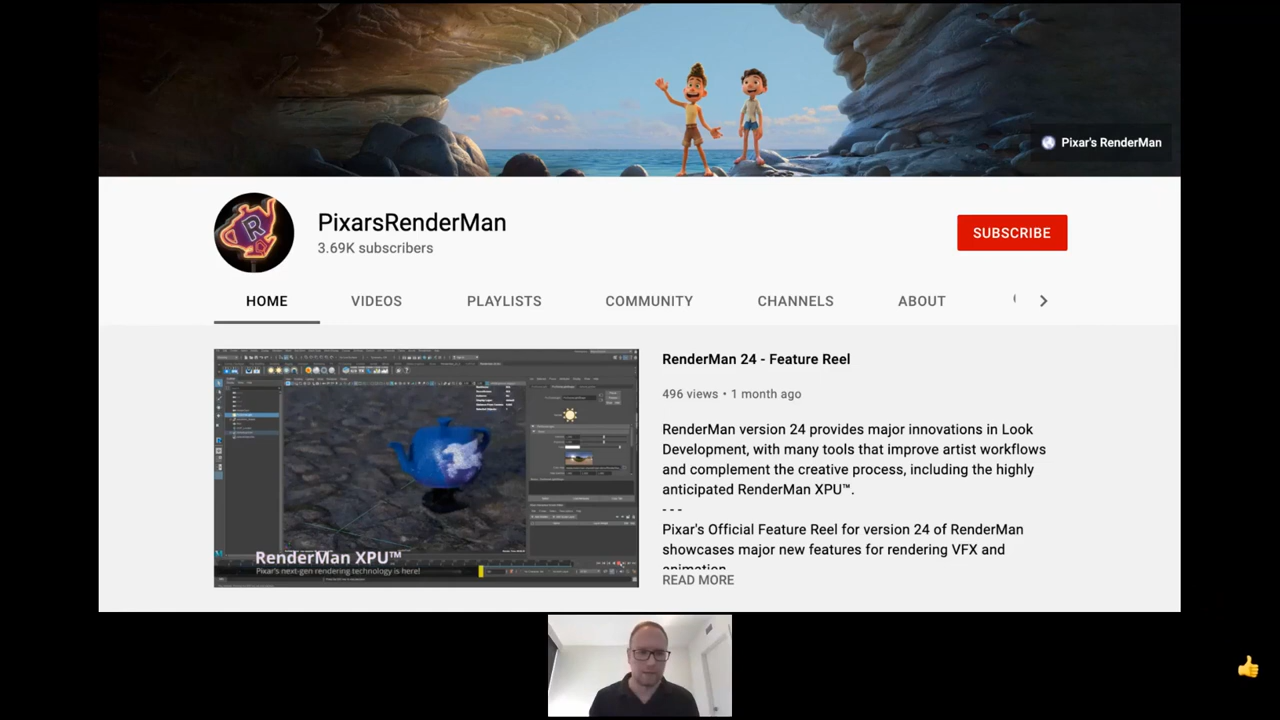 Pixar's RenderMan
R
PixarsRenderMan
3.69K subscribers
SUBSCRIBE
HOME
VIDEOS
PLAYLISTS
COMMUNITY
CHANNELS
ABOUT
RenderMan 24 - Feature Reel
496 views • 1 month ago
RenderMan version 24 provides major innovations in Look
Development, with many tools that improve artist workflows
and complement the creative process, including the highly
anticipated RenderMan XPU™.
- - -
Pixar's Official Feature Reel for version 24 of RenderMan
showcases major new features for rendering VFX and
animation
READ MORE
RenderMan XPU™
Pixar's next-gen rendering technology is here!